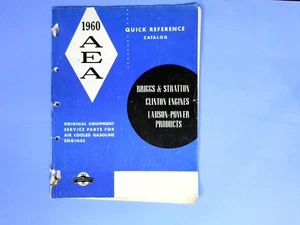 1960
AEA
QUICK REFERENCE
CATALOG
BRIGGS & STRATTON
CLINTON ENGINES
LAUSON-POWER
PRODUCTS
ORIGINAL EQUIPMENT
SERVICE PARTS FOR
AIR COOLED GASOLINE
ENGINES